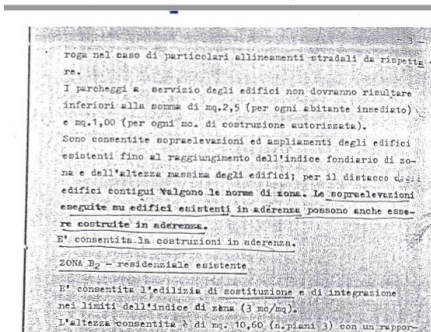 - 3 -
roga nel caso di particolari allineamenti stradali da rispetta
re.
I parcheggi a servizio degli edifici non dovranno risultare
inferiori alla somma di mq.2,5 (per ogni abitante insediato)
e mq.1,00 (per ogni mc. di costruzione autorizzata).
Sono consentite sopraelevazioni ed ampliamenti degli edifici
esistenti fino al raggiungimento dell'indice fondiario di zo-
na e dell'altezza massima degli edifici; per il distacco degli
edifici contigui valgono le norme di zona. Le sopraelevazioni
eseguite su edifici esistenti in aderenza possono anche esse-
re costruite in aderenza.
E' consentita la costruzioni in aderenza.
ZONA B2 - residenziale esistente
E' consentita l'edilizia di sostituzione e di integrazione
nei limiti dell'indice di zona (3 mc/mq).
L'altezza consentita è di mq. 10,60 (n.piani 3) con un rappor-